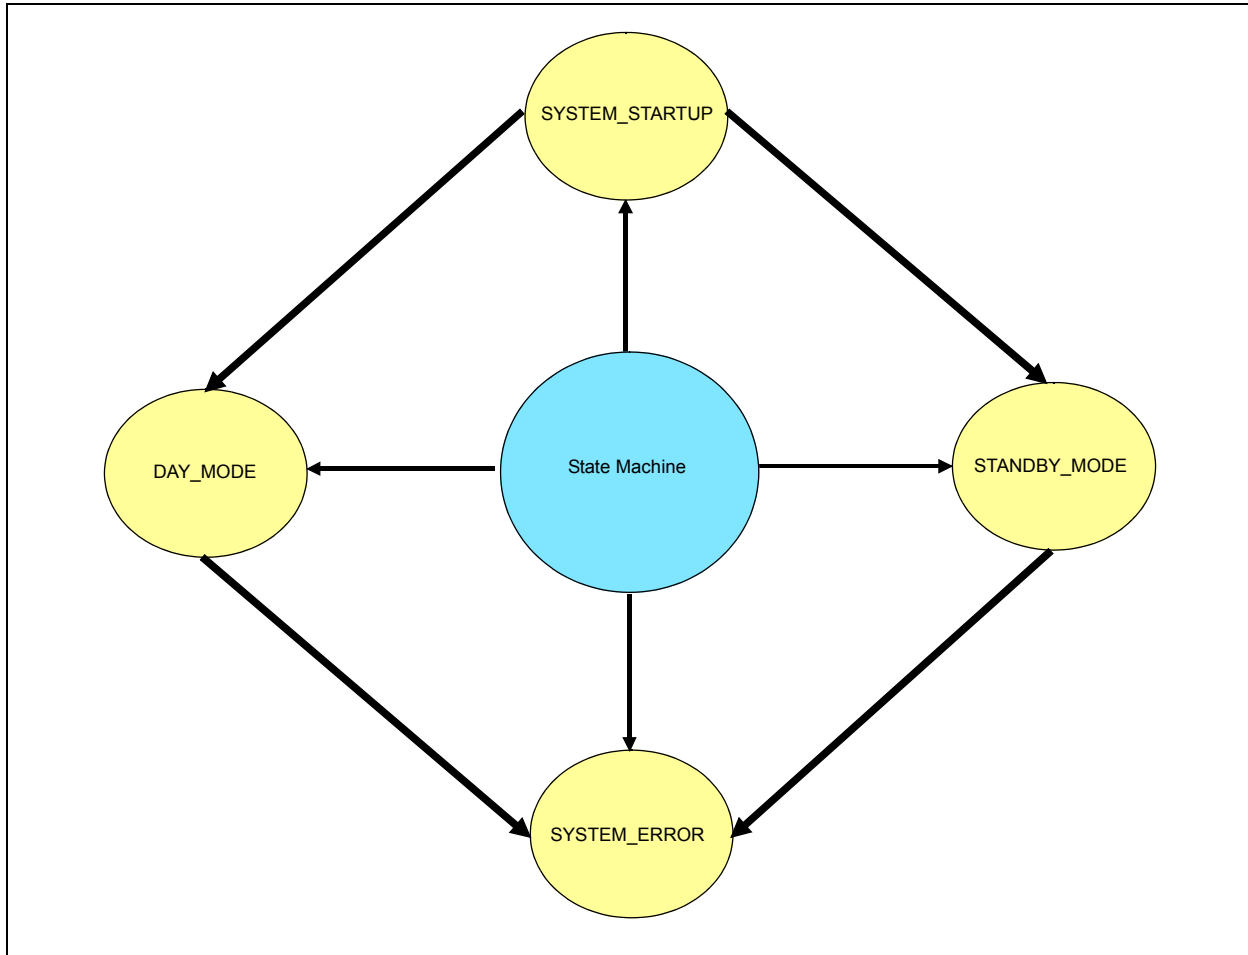 SYSTEM_STARTUP
DAY_MODE
State Machine
STANDBY_MODE
SYSTEM_ERROR